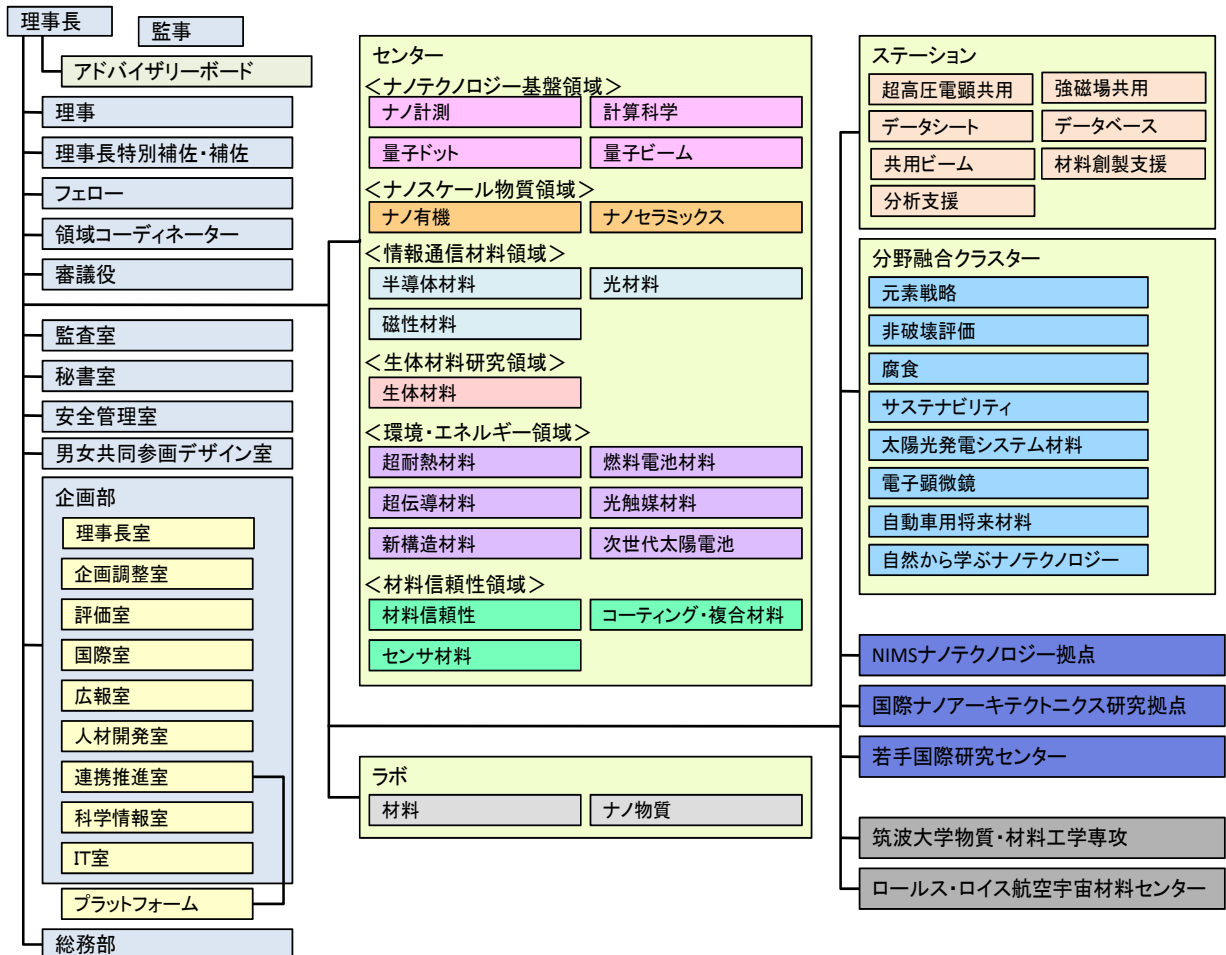 理事長
監事
アドバイザリーボード
理事
理事長特別補佐・補佐
フェロー
領域コーディネーター
審議役
監査室
秘書室
安全管理室
男女共同参画デザイン室
企画部
理事長室
企画調整室
評価室
国際室
広報室
人材開発室
連携推進室
科学情報室
IT室
プラットフォーム
総務部
センター
＜ナノテクノロジー基盤領域＞
ナノ計測
計算科学
量子ドット
量子ビーム
＜ナノスケール物質領域＞
ナノ有機
ナノセラミックス
＜情報通信材料領域＞
半導体材料
光材料
磁性材料
＜生体材料研究領域＞
生体材料
＜環境・エネルギー領域＞
超耐熱材料
燃料電池材料
超伝導材料
光触媒材料
新構造材料
次世代太陽電池
＜材料信頼性領域＞
材料信頼性
コーティング・複合材料
センサ材料
ラボ
材料
ナノ物質
ステーション
超高圧電顕共用
強磁場共用
データシート
データベース
共用ビーム
材料創製支援
分析支援
分野融合クラスター
元素戦略
非破壊評価
腐食
サステナビリティ
太陽光発電システム材料
電子顕微鏡
自動車用将来材料
自然から学ぶナノテクノロジー
NIMSナノテクノロジー拠点
国際ナノアーキテクトニクス研究拠点
若手国際研究センター
筑波大学物質・材料工学専攻
ロールス・ロイス航空宇宙材料センター